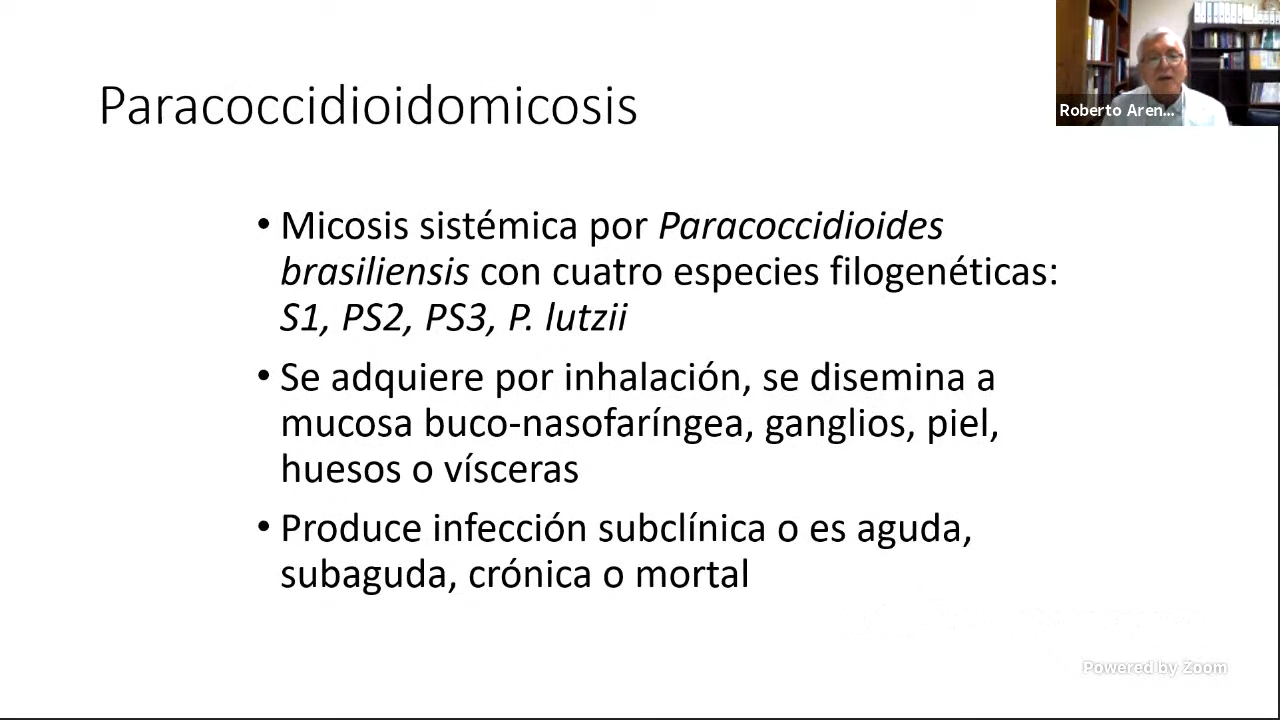 Paracoccidioidomicosis
Roberto Aren...
• Micosis sistémica por Paracoccidioides
brasiliensis con cuatro especies filogenéticas:
S1, PS2, PS3, P. lutzii
• Se adquiere por inhalación, se disemina a
mucosa buco-nasofaríngea, ganglios, piel,
huesos o vísceras
• Produce infección subclínica o es aguda,
subaguda, crónica o mortal
Powered by Zoom